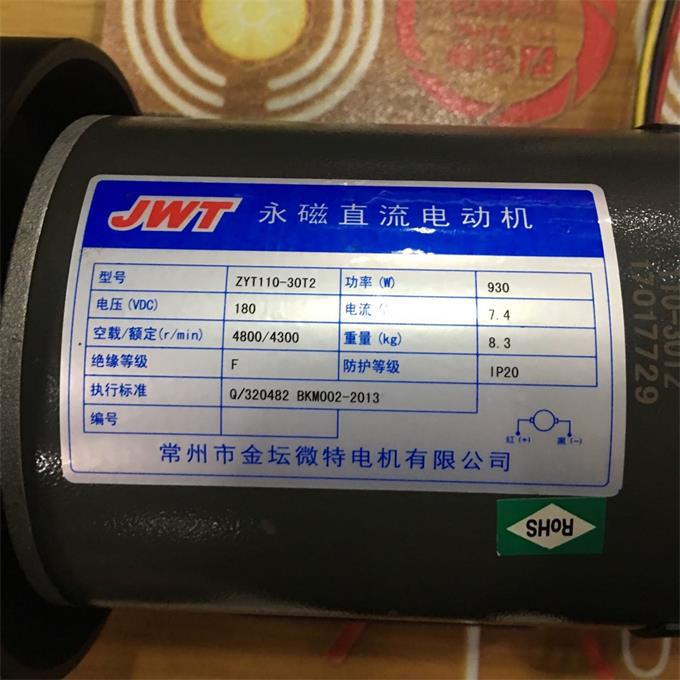 JWT 永磁直流电动机
型号 ZYT110-30T2 功率(W) 930
电压(VDC) 180 电流( 7.4
空载/额定(r/min) 4800/4300 重量(kg) 8.3
绝缘等级 F 防护等级 IP20
执行标准 Q/320482 BKM002-2013
编号
红(+) 黑(-)
常州市金坛微特电机有限公司
RoHS
10-30T2
17017729